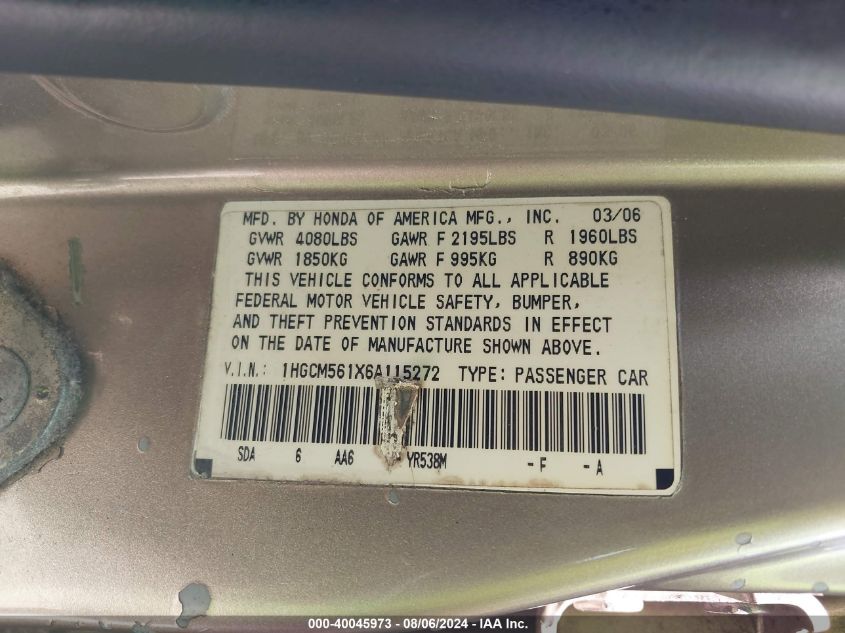 MFD. BY HONDA OF AMERICA MFG., INC. 03/06
GVWR 4080LBS GAWR F 2195LBS R 1960LBS
GVWR 1850KG GAWR F 995KG R 890KG
THIS VEHICLE CONFORMS TO ALL APPLICABLE
FEDERAL MOTOR VEHICLE SAFETY, BUMPER,
AND THEFT PREVENTION STANDARDS IN EFFECT
ON THE DATE OF MANUFACTURE SHOWN ABOVE.
V.I.N.: 1HGCM561X6A115272 TYPE: PASSENGER CAR
SDA 6 AA6 YR538M -F -A
000-40045973 - 08/06/2024 - IAA Inc.